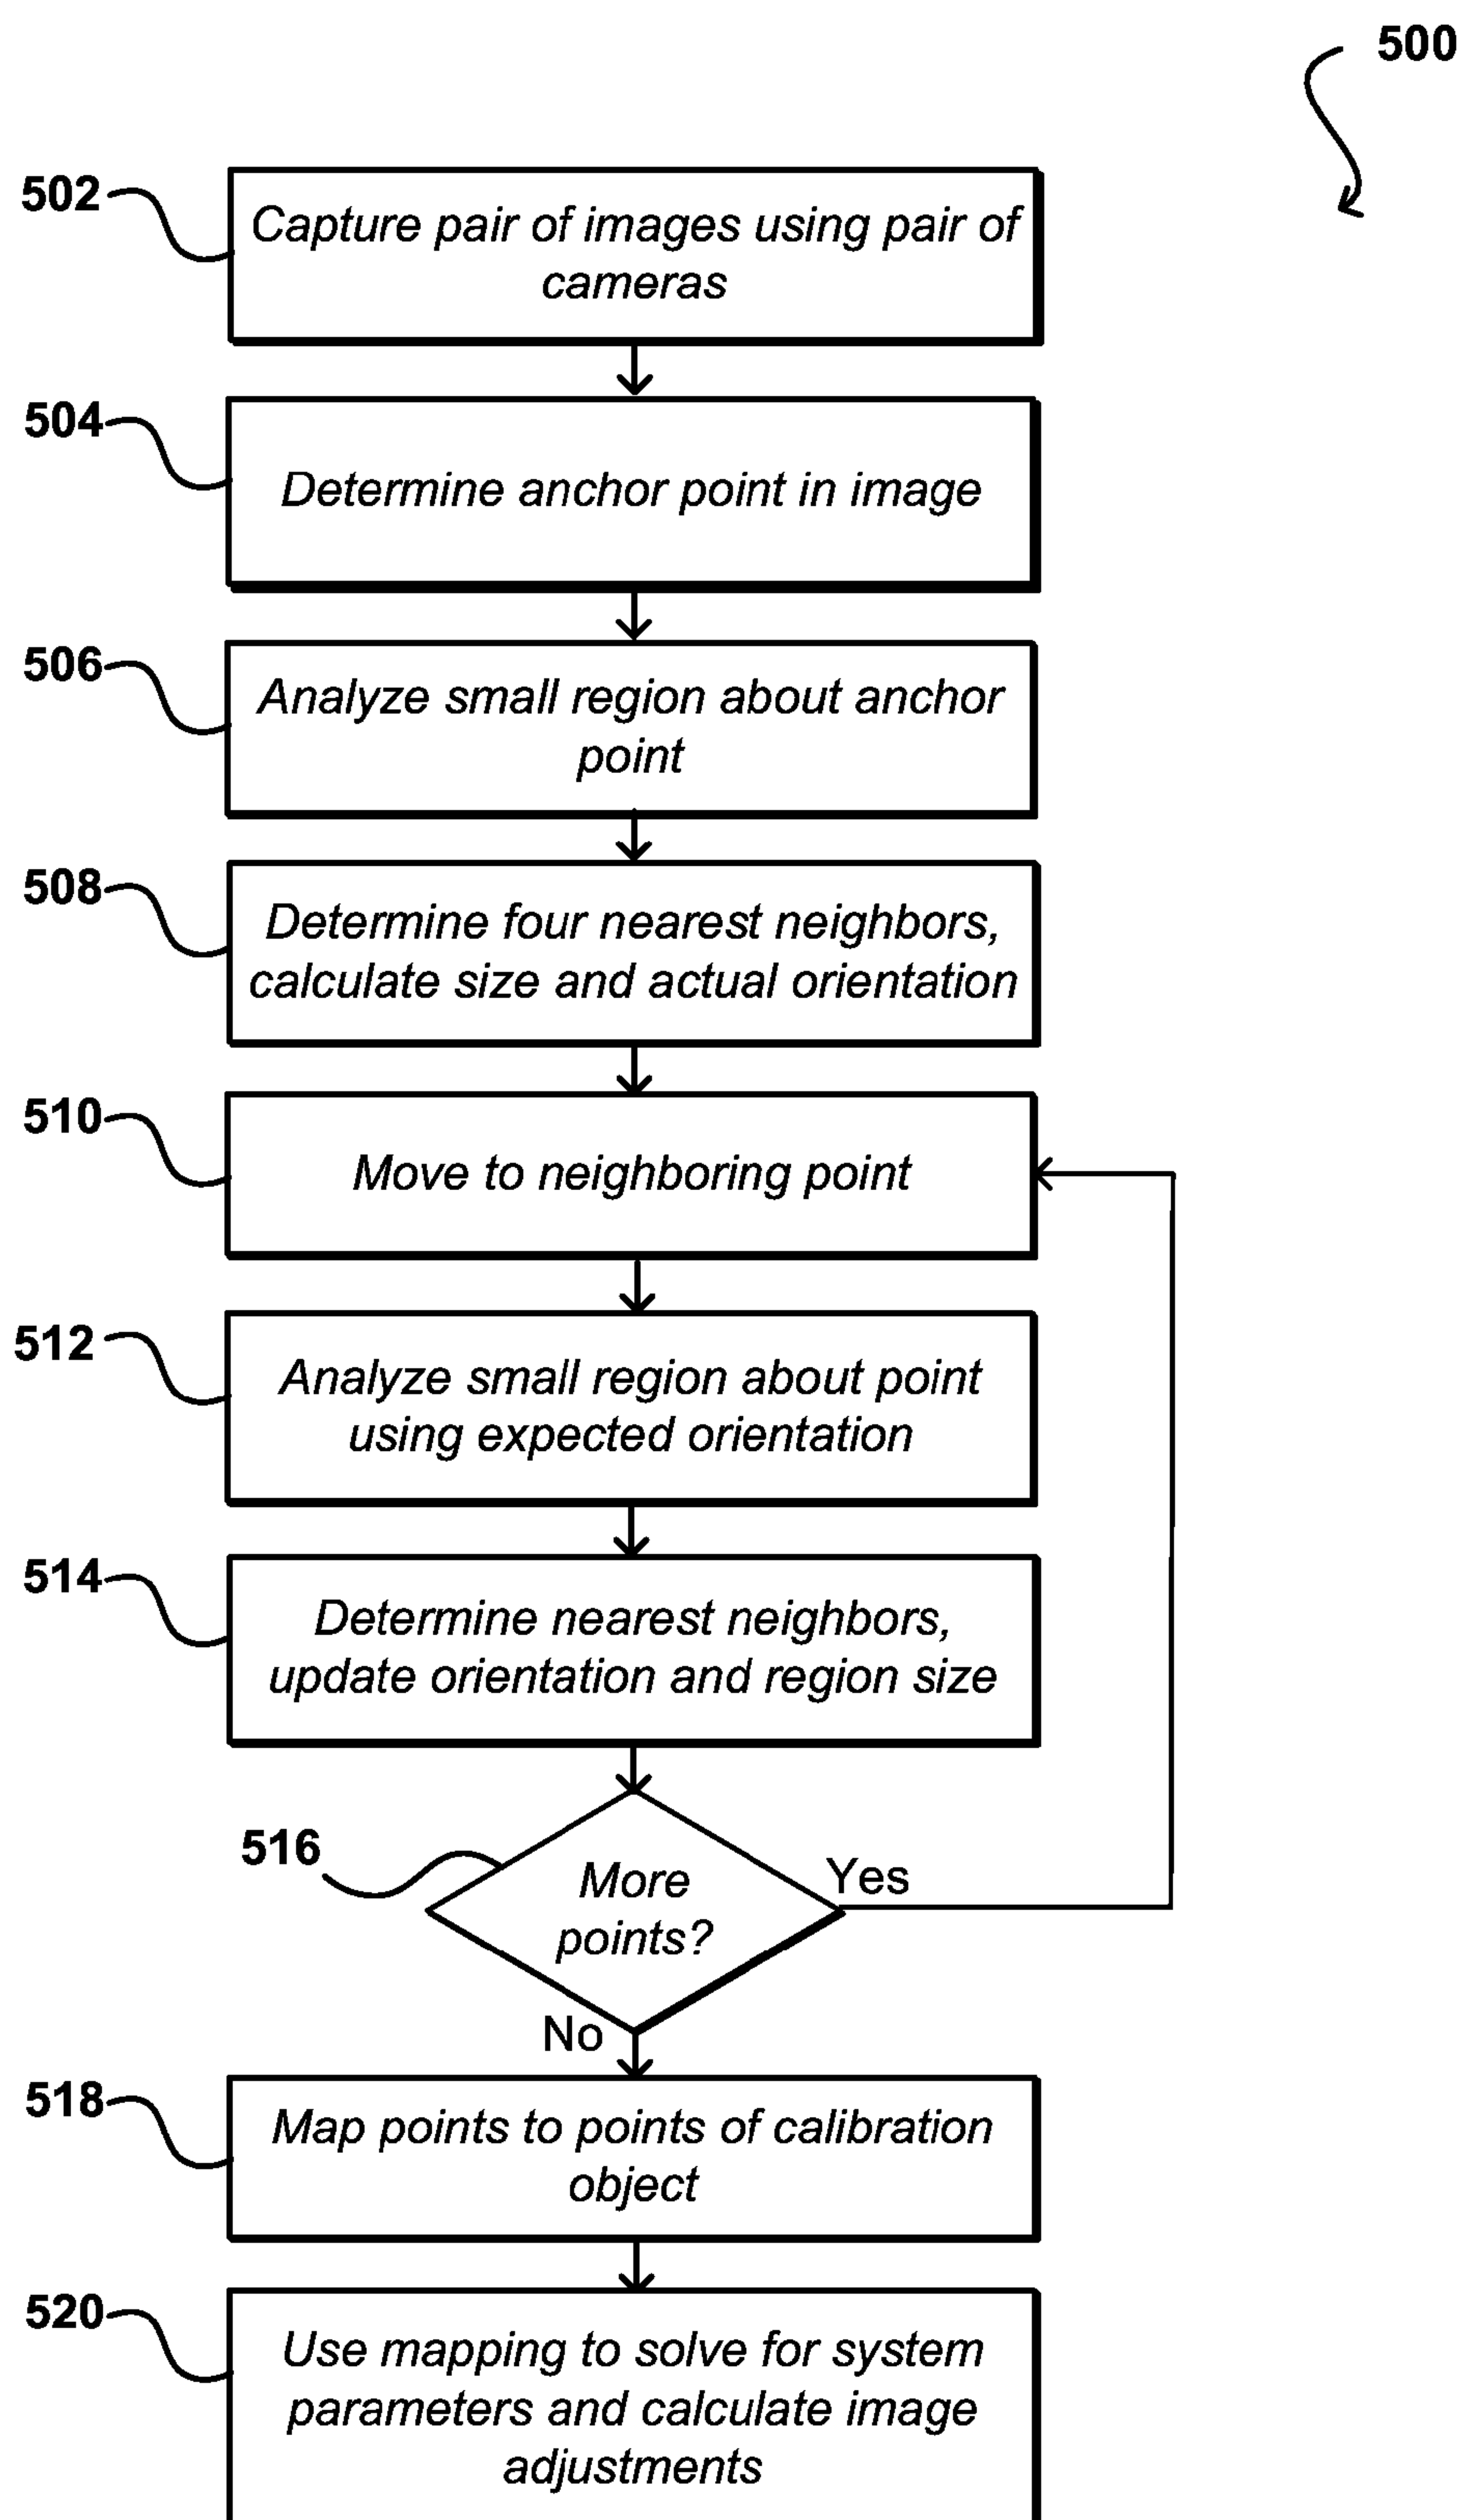 500
502
Capture pair of images using pair of
cameras
504
Determine anchor point in image
506
Analyze small region about anchor
point
508
Determine four nearest neighbors,
calculate size and actual orientation
510
Move to neighboring point
512
Analyze small region about point
using expected orientation
514
Determine nearest neighbors,
update orientation and region size
516
More
points?
Yes
No
518
Map points to points of calibration
object
520
Use mapping to solve for system
parameters and calculate image
adjustments